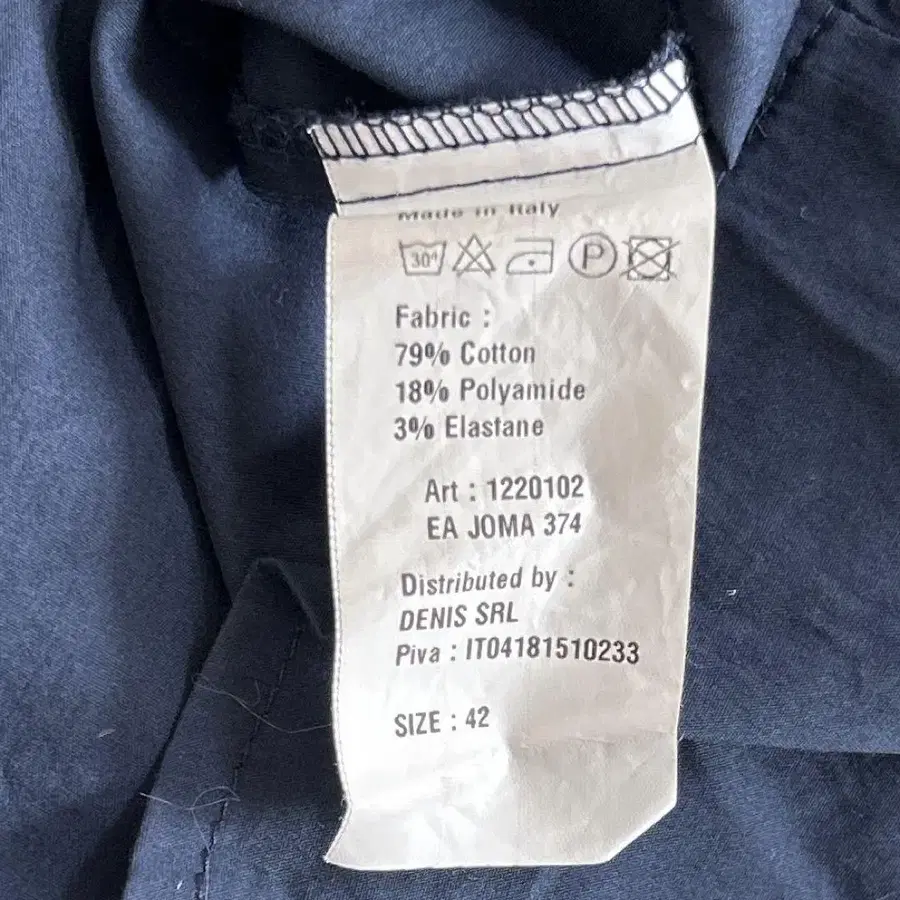 Made in Italy
30° P
Fabric :
79% Cotton
18% Polyamide
3% Elastane
Art : 1220102
EA JOMA 374
Distributed by :
DENIS SRL
Piva : IT04181510233
SIZE : 42